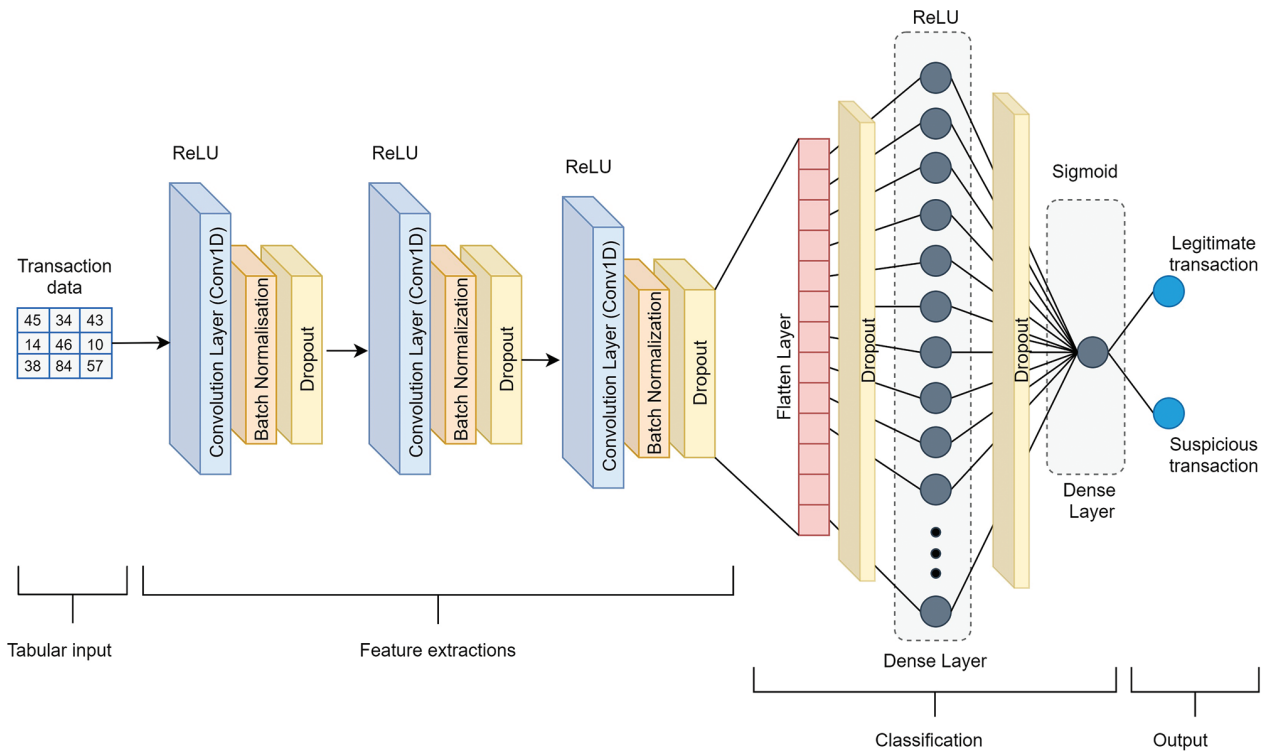 ReLU
Sigmoid
ReLU
ReLU
ReLU
Transaction
data
45 34 43
14 46 10
38 84 57
Convolution Layer (Conv1D)
Batch Normalisation
Dropout
Convolution Layer (Conv1D)
Batch Normalization
Dropout
Convolution Layer (Conv1D)
Batch Normalization
Dropout
Flatten Layer
Dropout
Dropout
Legitimate
transaction
Suspicious
transaction
Dense
Layer
Dense Layer
Tabular input
Feature extractions
Classification
Output